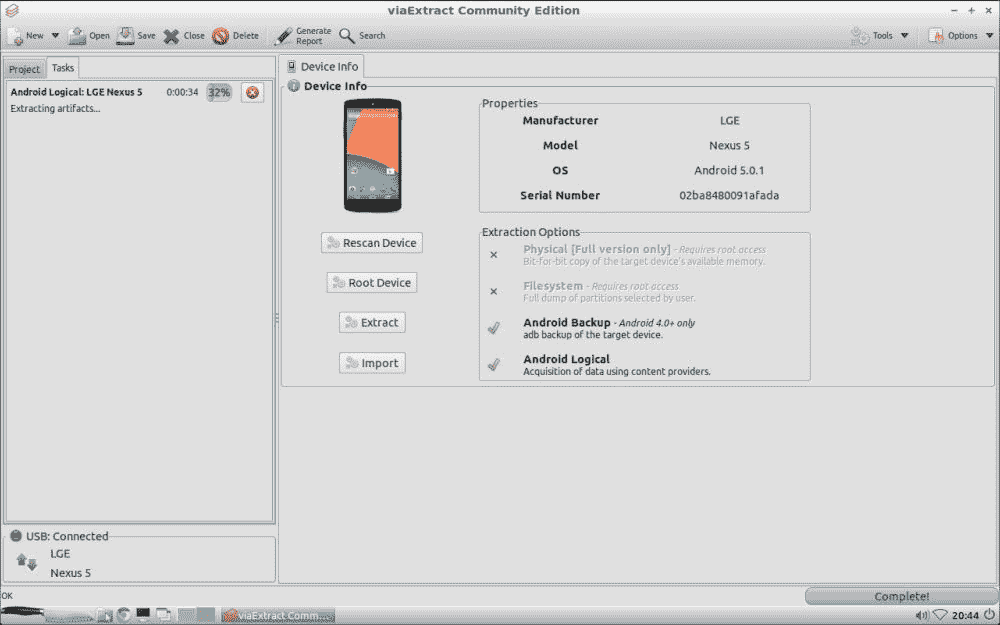 viaExtract Community Edition
New Open Save Close Delete Generate Report Search Tools Options
Project Tasks
Android Logical: LGE Nexus 5 0:00:34 32%
Extracting artifacts...
Device Info
Device Info
Rescan Device
Root Device
Extract
Import
Properties
Manufacturer LGE
Model Nexus 5
OS Android 5.0.1
Serial Number 02ba8480091afada
Extraction Options
Physical [Full version only] - Requires root access
Bit-for-bit copy of the target device's available memory.
Filesystem - Requires root access
Full dump of partitions selected by user.
Android Backup - Android 4.0+ only
adb backup of the target device.
Android Logical
Acquisition of data using content providers.
USB: Connected
LGE
Nexus 5
OK
Complete!
viaExtract Comm...
20:44